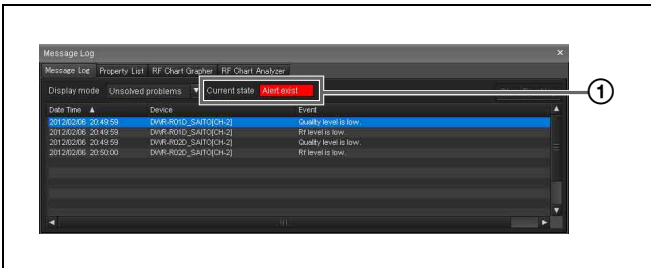 Message Log ×
Message Log Property List RF Chart Grapher RF Chart Analyzer
Display mode Unsolved problems ▼ Current state Alert exist
1
Date Time ▲ Device Event
2012/02/06 20:49:59 DWR-R01D_SAITO[CH-2] Quality level is low.
2012/02/06 20:49:59 DWR-R01D_SAITO[CH-2] Rf level is low.
2012/02/06 20:49:59 DWR-R02D_SAITO[CH-2] Quality level is low.
2012/02/06 20:50:00 DWR-R02D_SAITO[CH-2] Rf level is low.